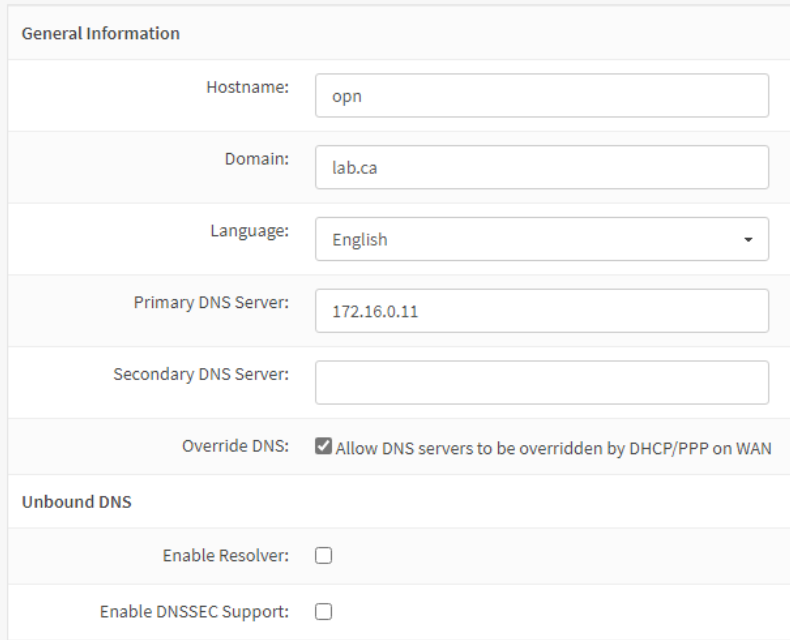 General Information
Hostname: opn
Domain: lab.ca
Language: English
Primary DNS Server: 172.16.0.11
Secondary DNS Server:
Override DNS: Allow DNS servers to be overridden by DHCP/PPP on WAN
Unbound DNS
Enable Resolver:
Enable DNSSEC Support: